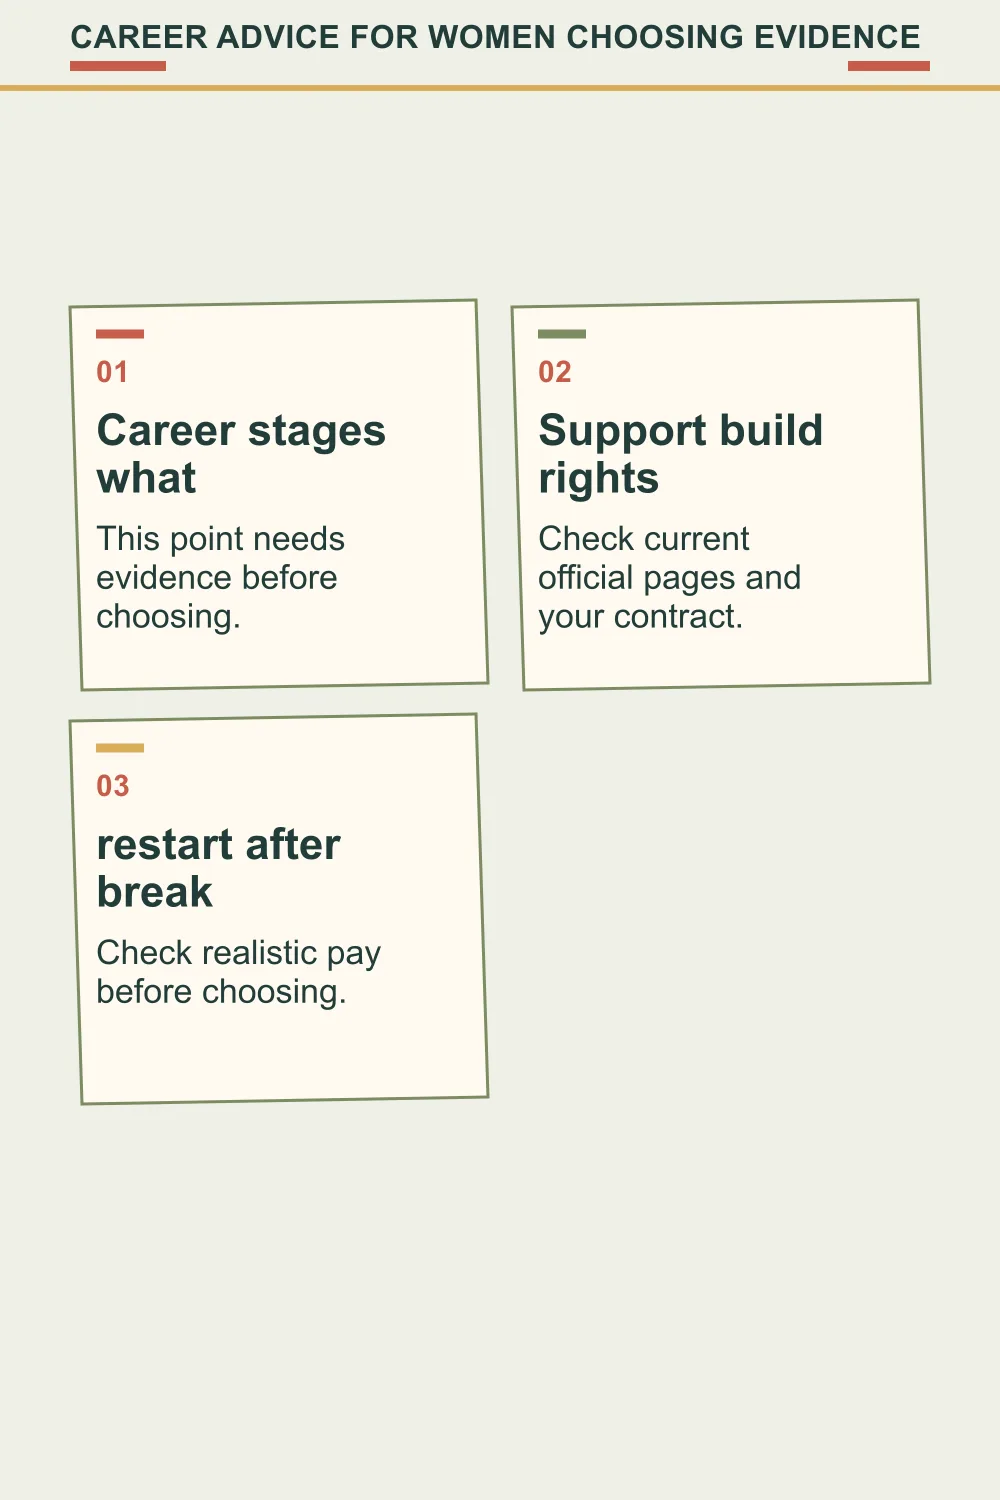 CAREER ADVICE FOR WOMEN CHOOSING EVIDENCE
01
Career stages
what
This point needs
evidence before
choosing.
02
Support build
rights
Check current
official pages and
your contract.
03
restart after
break
Check realistic pay
before choosing.